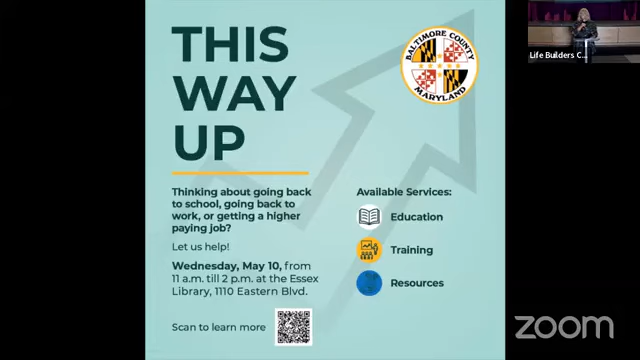 THIS
WAY
UP
BALTIMORE COUNTY
MARYLAND
Thinking about going back
to school, going back to
work, or getting a higher
paying job?
Let us help!
Wednesday, May 10, from
11 a.m. till 2 p.m. at the Essex
Library, 1110 Eastern Blvd.
Scan to learn more
Available Services:
Education
Training
Resources
Life Builders C...
zoom